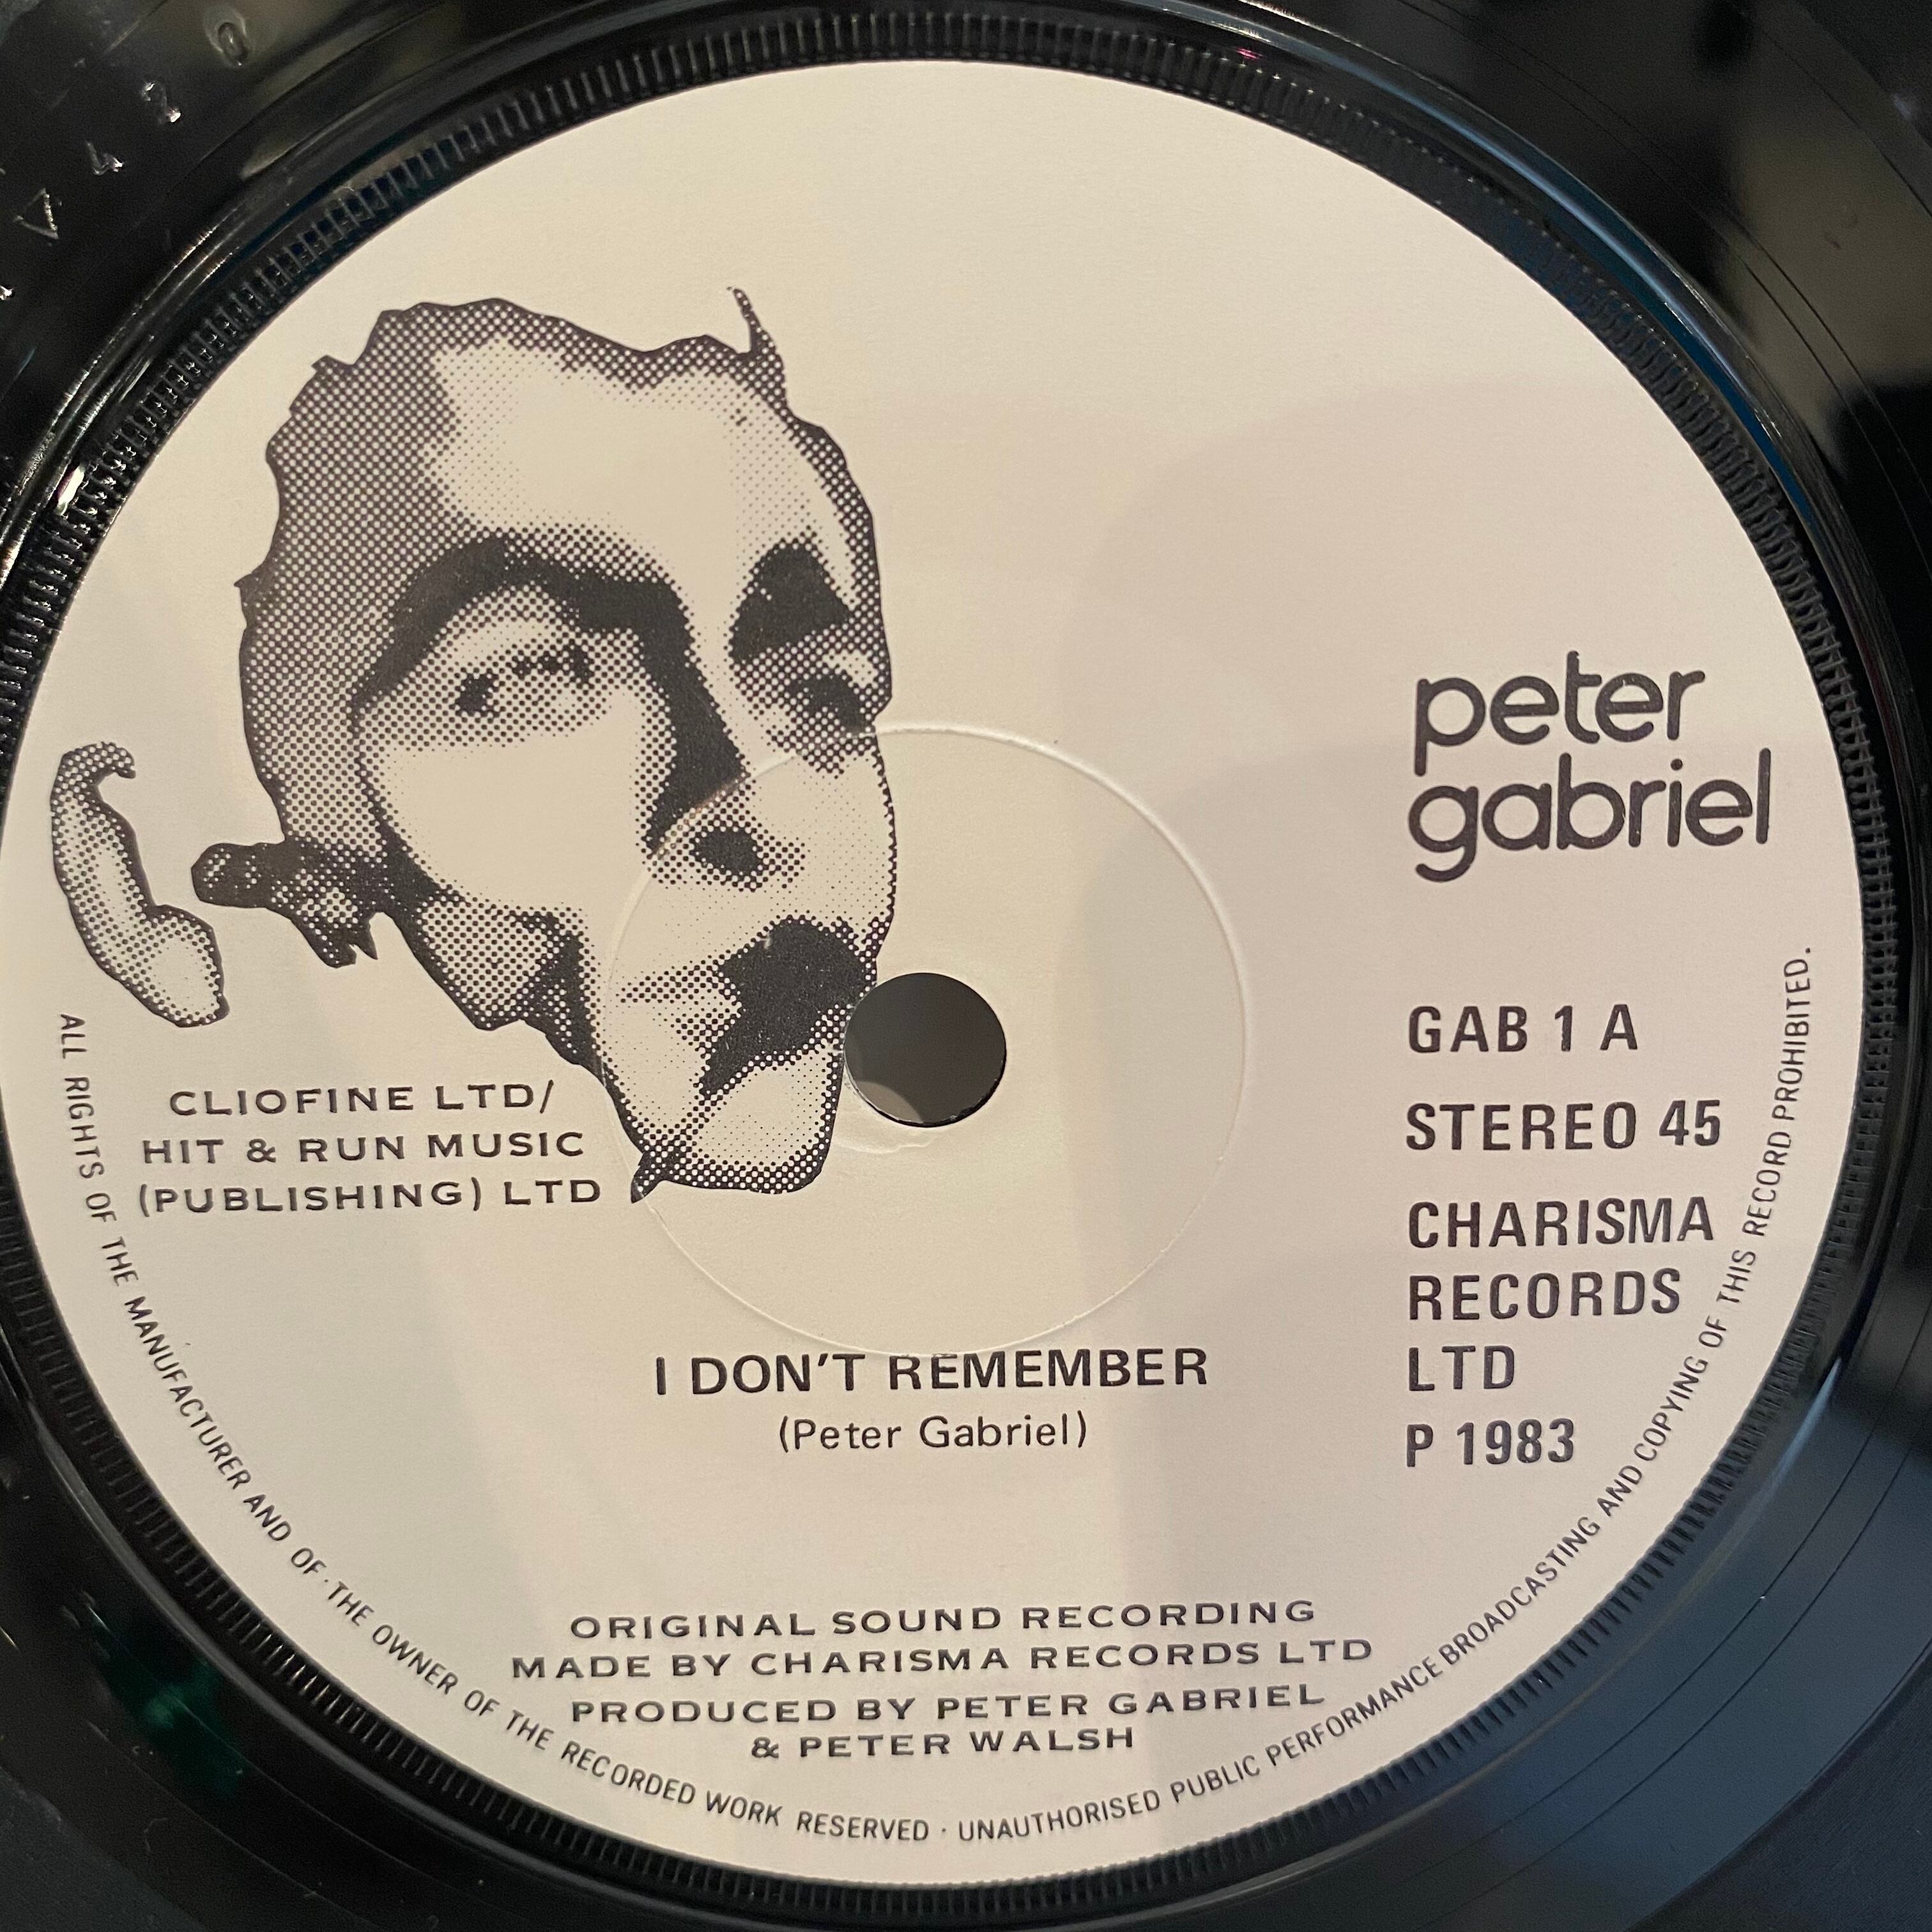 peter
gabriel
GAB 1 A
STEREO 45
CHARISMA
RECORDS
LTD
P 1983
CLIOFINE LTD/
HIT & RUN MUSIC
(PUBLISHING) LTD
I DON'T REMEMBER
(Peter Gabriel)
ORIGINAL SOUND RECORDING
MADE BY CHARISMA RECORDS LTD
PRODUCED BY PETER GABRIEL
& PETER WALSH
ALL RIGHTS OF THE MANUFACTURER AND OF THE OWNER OF THE RECORDED WORK RESERVED · UNAUTHORISED PUBLIC PERFORMANCE BROADCASTING AND COPYING OF THIS RECORD PROHIBITED.